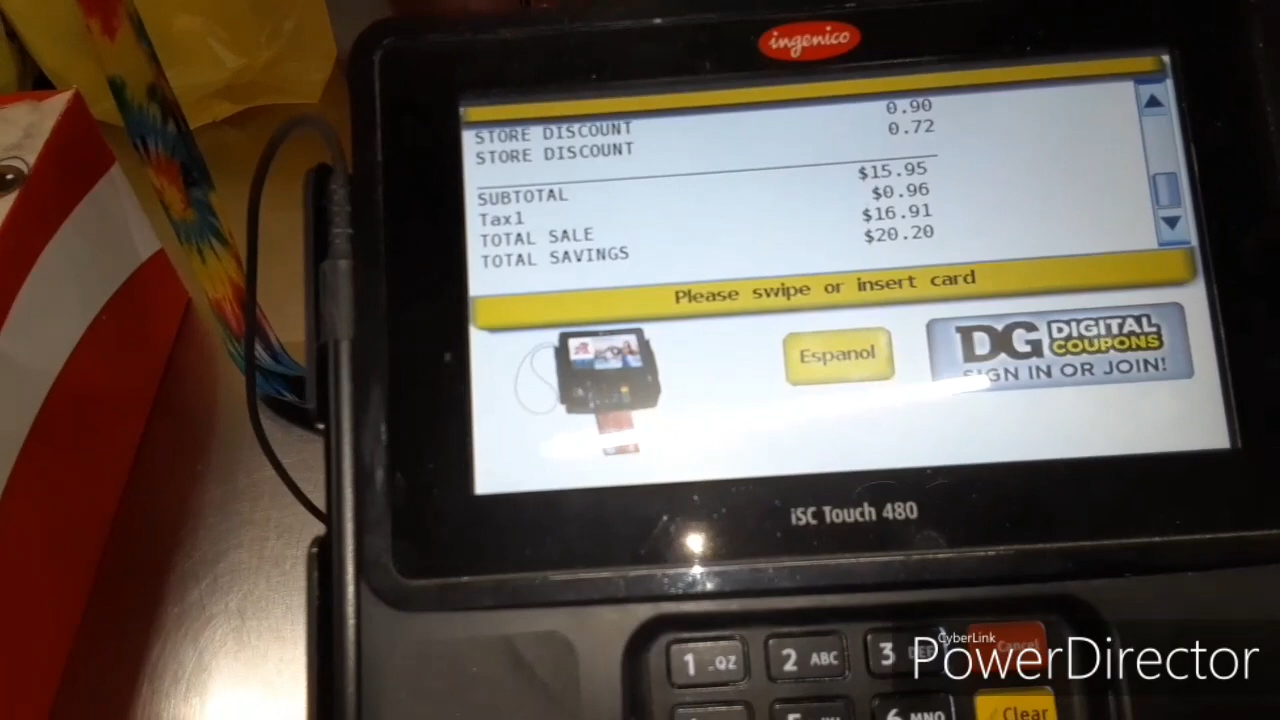 ingenico
0.90
STORE DISCOUNT 0.72
STORE DISCOUNT
SUBTOTAL $15.95
Tax1 $0.96
TOTAL SALE $16.91
TOTAL SAVINGS $20.20
Please swipe or insert card
Espanol
DG DIGITAL COUPONS
SIGN IN OR JOIN!
iSC Touch 480
1 QZ 2 ABC 3 DEF Cancel
6 MNO Clear
CyberLink
PowerDirector